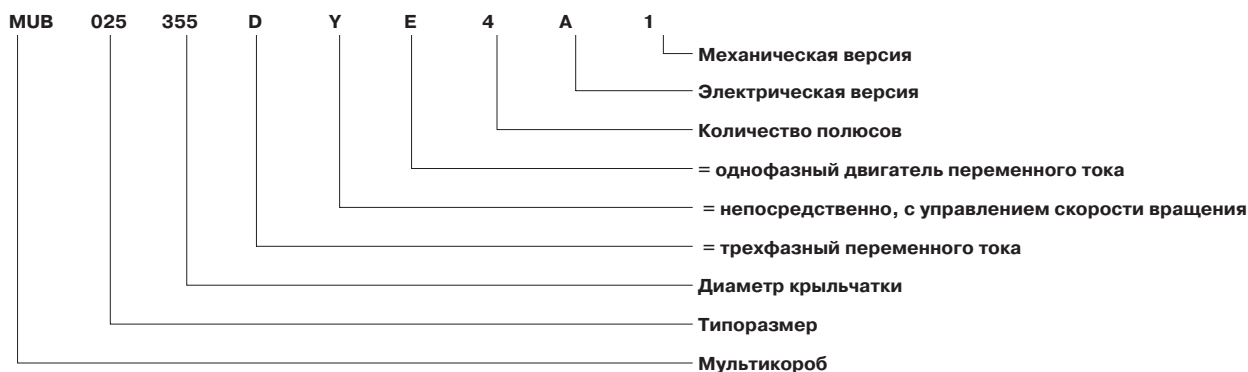 MUB 025 355 D Y E 4 A 1
Механическая версия
Электрическая версия
Количество полюсов
= однофазный двигатель переменного тока
= непосредственно, с управлением скорости вращения
= трехфазный переменного тока
Диаметр крыльчатки
Типоразмер
Мультикороб